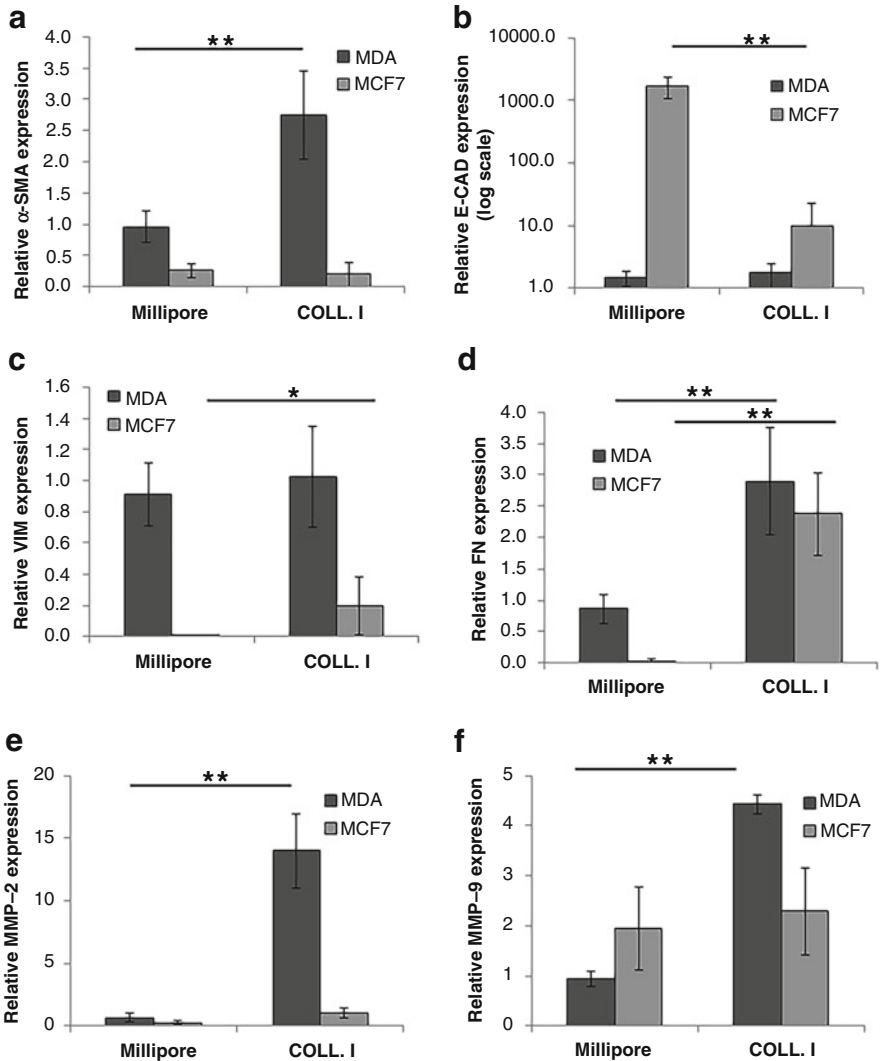 a
Relative α-SMA expression
4.0
3.5
3.0
2.5
2.0
1.5
1.0
0.5
0.0
**
MDA
MCF7
Millipore COLL. I
b
Relative E-CAD expression
(log scale)
10000.0
1000.0
100.0
10.0
1.0
**
MDA
MCF7
Millipore COLL. I
c
Relative VIM expression
1.6
1.4
1.2
1.0
0.8
0.6
0.4
0.2
0.0
*
MDA
MCF7
Millipore COLL. I
d
Relative FN expression
4.0
3.5
3.0
2.5
2.0
1.5
1.0
0.5
0.0
**
**
MDA
MCF7
Millipore COLL. I
e
Relative MMP–2 expression
20
15
10
5
0
**
MDA
MCF7
Millipore COLL. I
f
Relative MMP–9 expression
5
4
3
2
1
0
**
MDA
MCF7
Millipore COLL. I